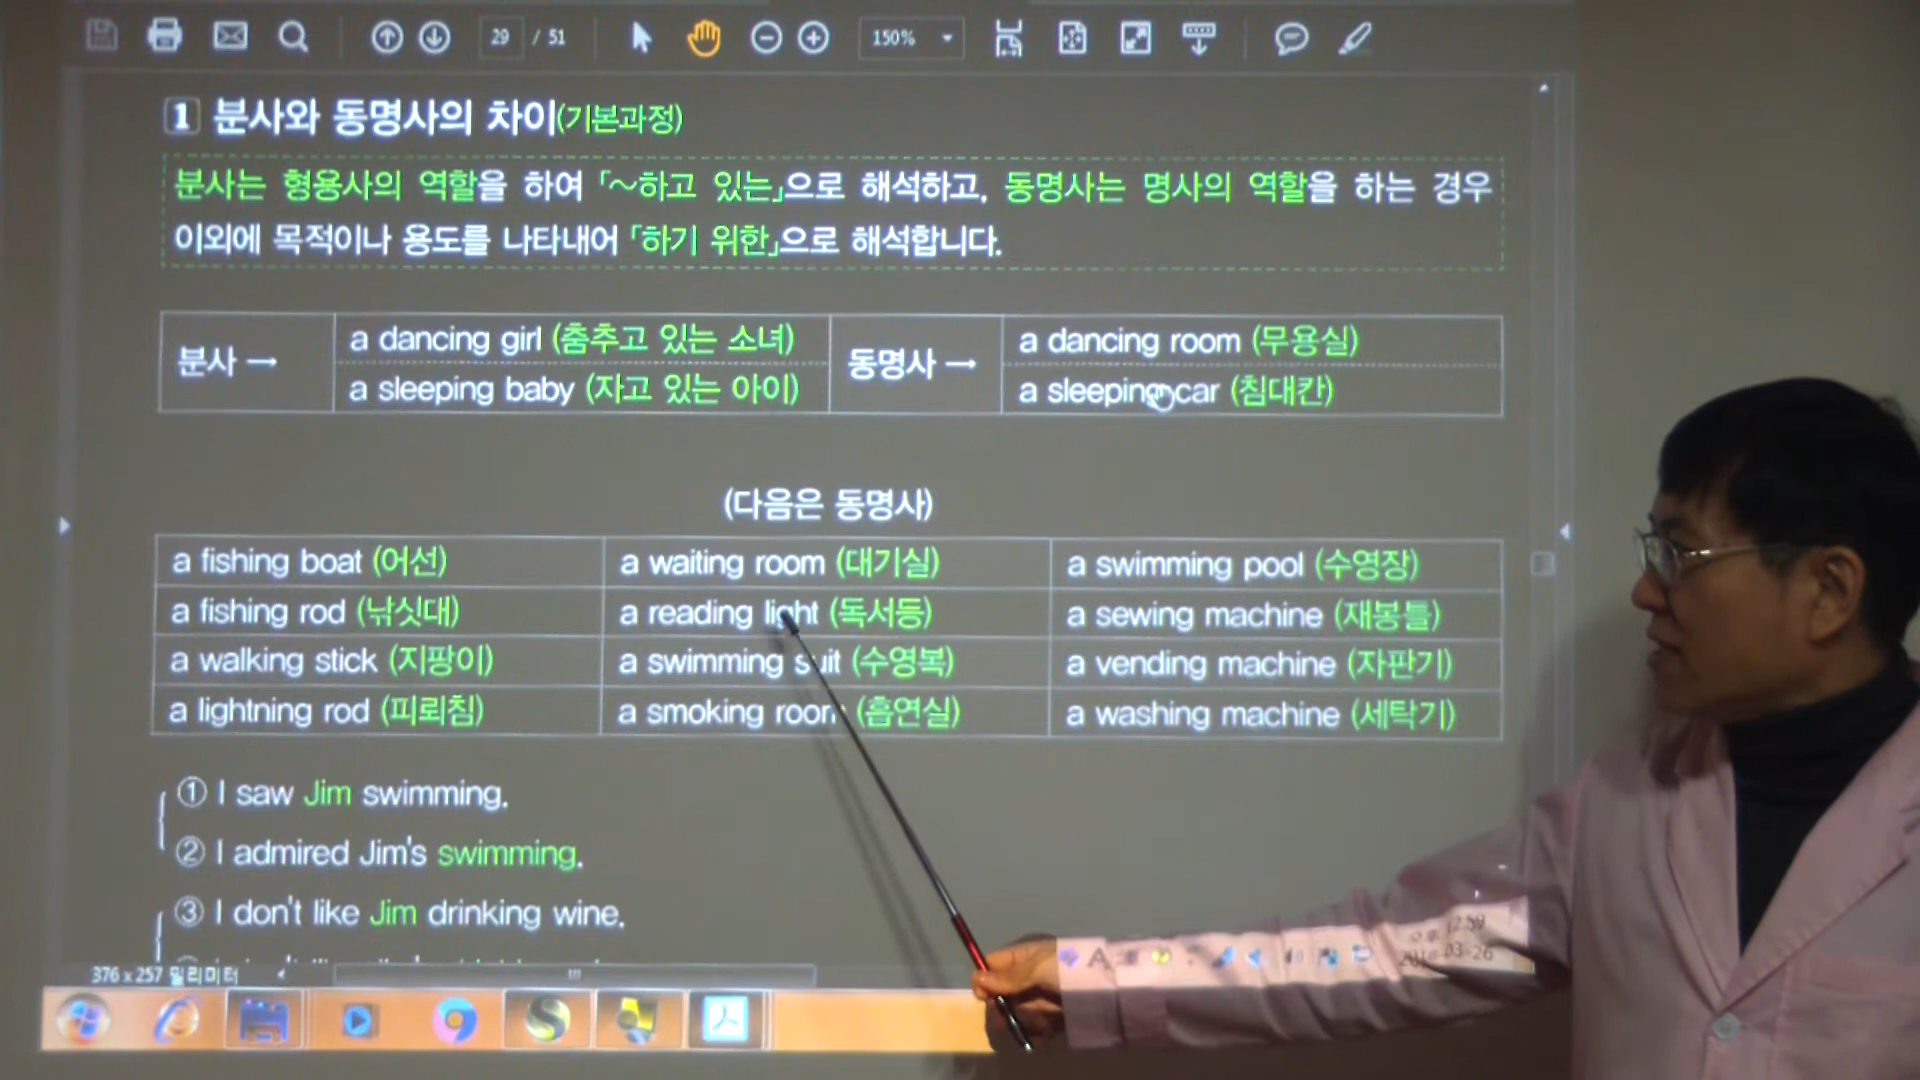 29 / 51
150%
1 분사와 동명사의 차이(기본과정)
분사는 형용사의 역할을 하여 「~하고 있는」으로 해석하고, 동명사는 명사의 역할을 하는 경우
이외에 목적이나 용도를 나타내어 「하기 위한」으로 해석합니다.
분사 → a dancing girl (춤추고 있는 소녀) 동명사 → a dancing room (무용실)
a sleeping baby (자고 있는 아이) a sleeping car (침대칸)
(다음은 동명사)
a fishing boat (어선) a waiting room (대기실) a swimming pool (수영장)
a fishing rod (낚싯대) a reading light (독서등) a sewing machine (재봉틀)
a walking stick (지팡이) a swimming suit (수영복) a vending machine (자판기)
a lightning rod (피뢰침) a smoking room (흡연실) a washing machine (세탁기)
① I saw Jim swimming.
② I admired Jim's swimming.
③ I don't like Jim drinking wine.
376 x 257 밀리미터
오후 12:59